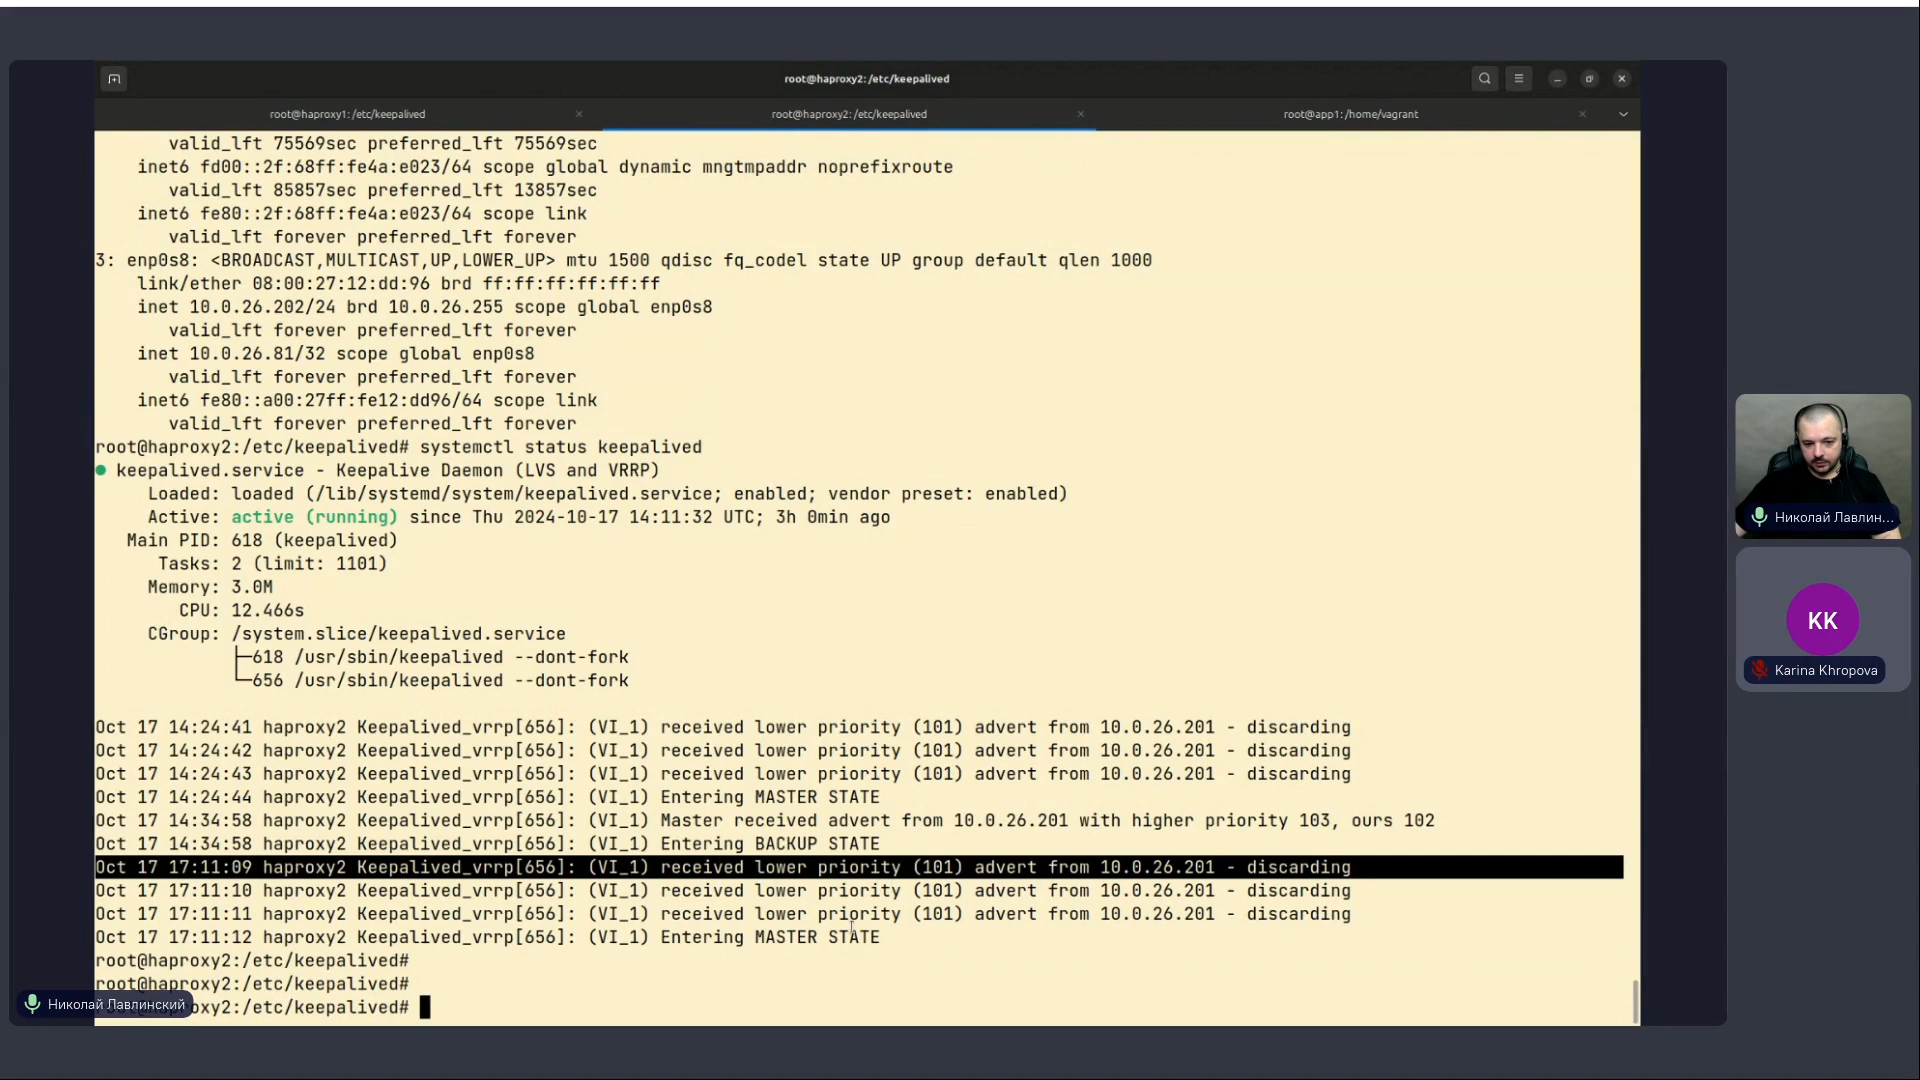 root@haproxy2:/etc/keepalived
root@haproxy1:/etc/keepalived
root@haproxy2:/etc/keepalived
root@app1:/home/vagrant
valid_lft 75569sec preferred_lft 75569sec
inet6 fd00::2f:68ff:fe4a:e023/64 scope global dynamic mngtmpaddr noprefixroute
valid_lft 85857sec preferred_lft 13857sec
inet6 fe80::2f:68ff:fe4a:e023/64 scope link
valid_lft forever preferred_lft forever
3: enp0s8: <BROADCAST,MULTICAST,UP,LOWER_UP> mtu 1500 qdisc fq_codel state UP group default qlen 1000
link/ether 08:00:27:12:dd:96 brd ff:ff:ff:ff:ff:ff
inet 10.0.26.202/24 brd 10.0.26.255 scope global enp0s8
valid_lft forever preferred_lft forever
inet 10.0.26.81/32 scope global enp0s8
valid_lft forever preferred_lft forever
inet6 fe80::a00:27ff:fe12:dd96/64 scope link
valid_lft forever preferred_lft forever
root@haproxy2:/etc/keepalived# systemctl status keepalived
● keepalived.service - Keepalive Daemon (LVS and VRRP)
Loaded: loaded (/lib/systemd/system/keepalived.service; enabled; vendor preset: enabled)
Active: active (running) since Thu 2024-10-17 14:11:32 UTC; 3h 0min ago
Main PID: 618 (keepalived)
Tasks: 2 (limit: 1101)
Memory: 3.0M
CPU: 12.466s
CGroup: /system.slice/keepalived.service
├─618 /usr/sbin/keepalived --dont-fork
└─656 /usr/sbin/keepalived --dont-fork
Oct 17 14:24:41 haproxy2 Keepalived_vrrp[656]: (VI_1) received lower priority (101) advert from 10.0.26.201 - discarding
Oct 17 14:24:42 haproxy2 Keepalived_vrrp[656]: (VI_1) received lower priority (101) advert from 10.0.26.201 - discarding
Oct 17 14:24:43 haproxy2 Keepalived_vrrp[656]: (VI_1) received lower priority (101) advert from 10.0.26.201 - discarding
Oct 17 14:24:44 haproxy2 Keepalived_vrrp[656]: (VI_1) Entering MASTER STATE
Oct 17 14:34:58 haproxy2 Keepalived_vrrp[656]: (VI_1) Master received advert from 10.0.26.201 with higher priority 103, ours 102
Oct 17 14:34:58 haproxy2 Keepalived_vrrp[656]: (VI_1) Entering BACKUP STATE
Oct 17 17:11:09 haproxy2 Keepalived_vrrp[656]: (VI_1) received lower priority (101) advert from 10.0.26.201 - discarding
Oct 17 17:11:10 haproxy2 Keepalived_vrrp[656]: (VI_1) received lower priority (101) advert from 10.0.26.201 - discarding
Oct 17 17:11:11 haproxy2 Keepalived_vrrp[656]: (VI_1) received lower priority (101) advert from 10.0.26.201 - discarding
Oct 17 17:11:12 haproxy2 Keepalived_vrrp[656]: (VI_1) Entering MASTER STATE
root@haproxy2:/etc/keepalived#
root@haproxy2:/etc/keepalived#
oxy2:/etc/keepalived#
Николай Лавлинский
Николай Лавлин...
KK
Karina Khropova